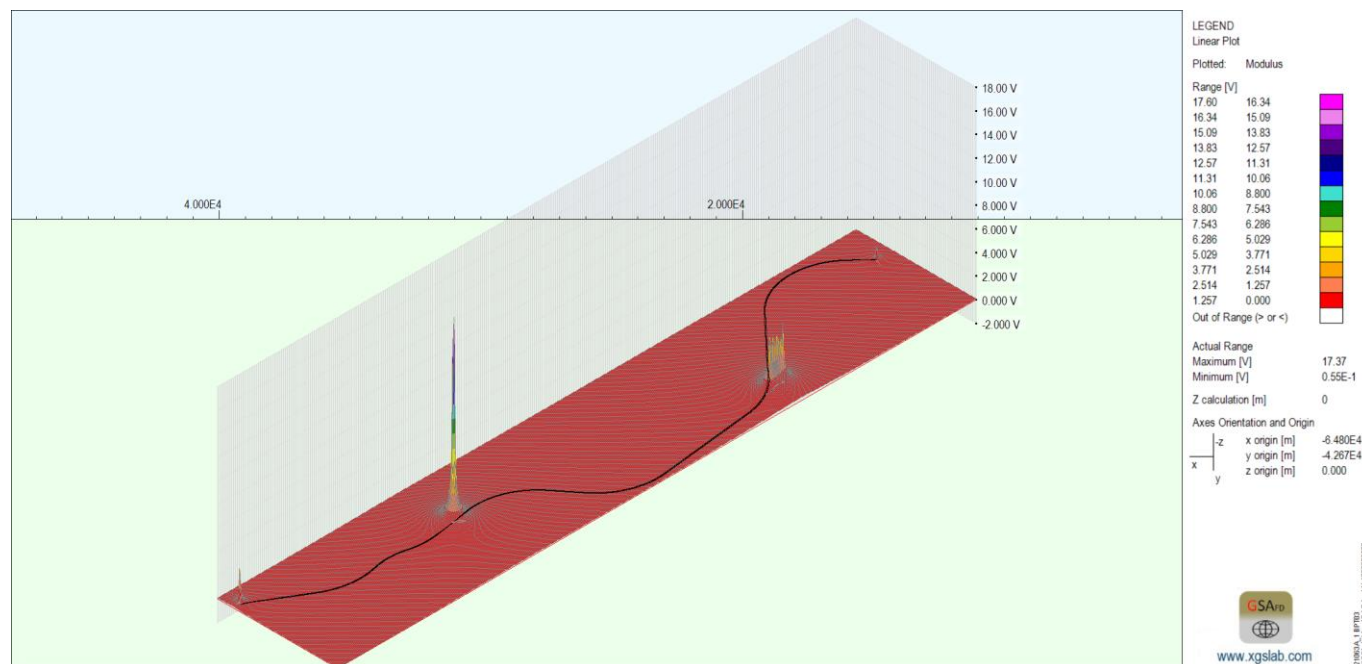 4.000E4
2.000E4
18.00 V
16.00 V
14.00 V
12.00 V
10.00 V
8.000 V
6.000 V
4.000 V
2.000 V
0.000 V
-2.000 V
LEGEND
Linear Plot
Plotted: Modulus
Range [V]
17.60 16.34
16.34 15.09
15.09 13.83
13.83 12.57
12.57 11.31
11.31 10.06
10.06 8.800
8.800 7.543
7.543 6.286
6.286 5.029
5.029 3.771
3.771 2.514
2.514 1.257
1.257 0.000
Out of Range (> or <)
Actual Range
Maximum [V] 17.37
Minimum [V] 0.55E-1
Z calculation [m] 0
Axes Orientation and Origin
-z
x
y
x origin [m] -6.480E4
y origin [m] -4.267E4
z origin [m] 0.000
GSAFD
www.xgslab.com